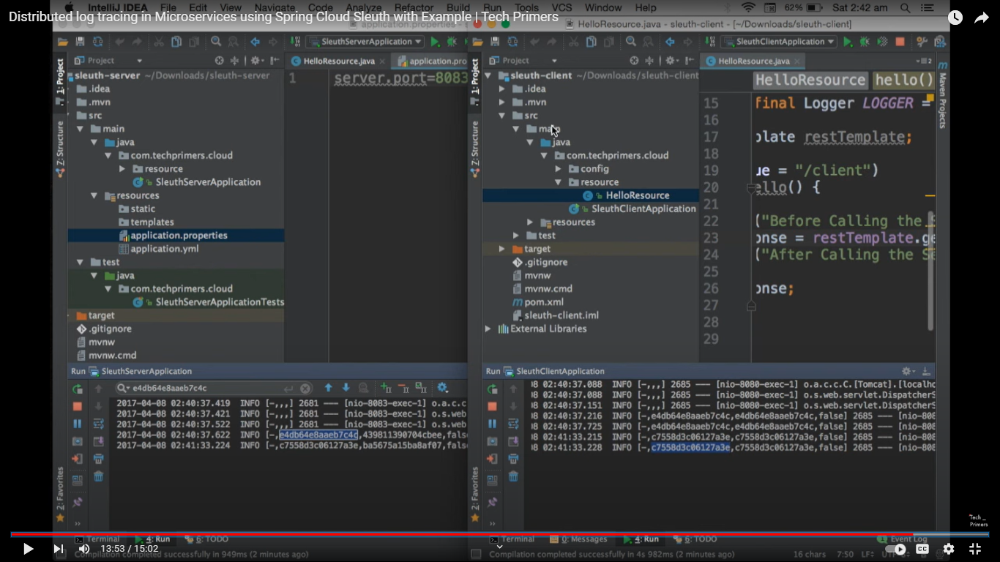 IntelliJ IDEA File Edit View Navigate Code Analyze Refactor Build Run Tools VCS Window Help
62% Sat 2:42 am
Distributed log tracing in Microservices using Spring Cloud Sleuth with Example | Tech Primers
application.properties -
HelloResource.java - sleuth-client - [~/Downloads/sleuth-client]
SleuthServerApplication
SleuthClientApplication
Project
HelloResource.java
application.pro
1: Project
Z: Structure
2: Favorites
sleuth-server ~/Downloads/sleuth-server
.idea
.mvn
src
main
java
com.techprimers.cloud
resource
SleuthServerApplication
resources
static
templates
application.properties
application.yml
test
java
com.techprimers.cloud
SleuthServerApplicationTests
target
.gitignore
mvnw
mvnw.cmd
1
server.port=8083
Run SleuthServerApplication
e4db64e8aaeb7c4c
2017-04-08 02:40:37.419 INFO [-,,,] 2681 --- [nio-8083-exec-1] o.a.c.c
2017-04-08 02:40:37.421 INFO [-,,,] 2681 --- [nio-8083-exec-1] o.s.web
2017-04-08 02:40:37.522 INFO [-,,,] 2681 --- [nio-8083-exec-1] o.s.web
2017-04-08 02:40:37.622 INFO [-,e4db64e8aaeb7c4c,439811390704cbee,fals
2017-04-08 02:41:33.224 INFO [-,c7558d3c06127a3e,ba5675a15ba8af07,fals
Terminal 4: Run 6: TODO
Compilation completed successfully in 949ms (2 minutes ago)
Project
HelloResource.java
2
1: Project
Z: Structure
2: Favorites
Maven Projects
sleuth-client ~/Downloads/sleuth-client
.idea
.mvn
src
main
java
com.techprimers.cloud
config
resource
HelloResource
SleuthClientApplication
resources
test
target
.gitignore
mvnw
mvnw.cmd
pom.xml
sleuth-client.iml
External Libraries
HelloResource hello()
15 final Logger LOGGER =
16
17 plate restTemplate;
18
19 ue = "/client")
20 ello() {
21
22 ("Before Calling the S
23 onse = restTemplate.ge
24 ("After Calling the Se
25
26 onse;
27
28
29
Run SleuthClientApplication
08 02:40:37.088 INFO [-,,,] 2685 --- [nio-8080-exec-1] o.a.c.c.C.[Tomcat].[localho
08 02:40:37.088 INFO [-,,,] 2685 --- [nio-8080-exec-1] o.s.web.servlet.DispatcherS
08 02:40:37.151 INFO [-,,,] 2685 --- [nio-8080-exec-1] o.s.web.servlet.DispatcherS
08 02:40:37.216 INFO [-,e4db64e8aaeb7c4c,e4db64e8aaeb7c4c,false] 2685 --- [nio-808
08 02:40:37.725 INFO [-,e4db64e8aaeb7c4c,e4db64e8aaeb7c4c,false] 2685 --- [nio-808
08 02:41:33.215 INFO [-,c7558d3c06127a3e,c7558d3c06127a3e,false] 2685 --- [nio-808
08 02:41:33.228 INFO [-,c7558d3c06127a3e,c7558d3c06127a3e,false] 2685 --- [nio-808
Terminal 0: Messages 4: Run 6: TODO Event Log
Compilation completed successfully in 4s 982ms (2 minutes ago) 16 chars 7:50 LF÷
Tech _
Primers
13:53 / 15:02
CC